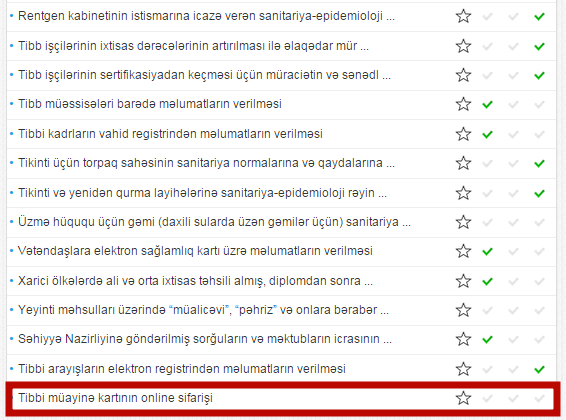 Rentgen kabinetinin istismarına icazə verən sanitariya-epidemioloji ...
Tibb işçilərinin ixtisas dərəcələrinin artırılması ilə əlaqədar mür ...
Tibb işçilərinin sertifikasiyadan keçməsi üçün müraciətin və sənədl ...
Tibb müəssisələri barədə məlumatların verilməsi
Tibbi kadrların vahid registrindən məlumatların verilməsi
Tikinti üçün torpaq sahəsinin sanitariya normalarına və qaydalarına ...
Tikinti və yenidən qurma layihələrinə sanitariya-epidemioloji rəyin ...
Üzmə hüququ üçün gəmi (daxili sularda üzən gəmilər üçün) sanitariya ...
Vətəndaşlara elektron sağlamlıq kartı üzrə məlumatların verilməsi
Xarici ölkələrdə ali və orta ixtisas təhsili almış, diplomdan sonra ...
Yeyinti məhsulları üzərində “müalicəvi”, “pəhriz” və onlara bərabər ...
Səhiyyə Nazirliyinə göndərilmiş sorğuların və məktubların icrasının ...
Tibbi arayışların elektron registrindən məlumatların verilməsi
Tibbi müayinə kartının online sifarişi